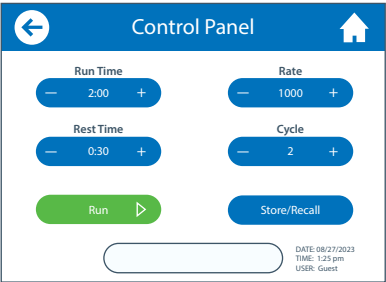 Control Panel
Run Time
Rate
— 2:00 +
— 1000 +
Rest Time
Cycle
— 0:30 +
— 2 +
Run
Store/Recall
DATE: 08/27/2023
TIME: 1:25 pm
USER: Guest